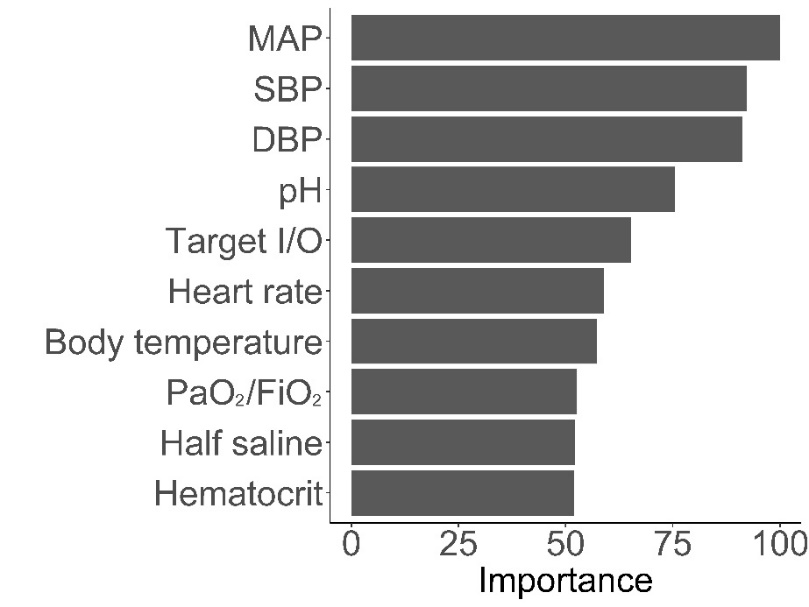 MAP
SBP
DBP
pH
Target I/O
Heart rate
Body temperature
PaO₂/FiO₂
Half saline
Hematocrit
0 25 50 75 100
Importance